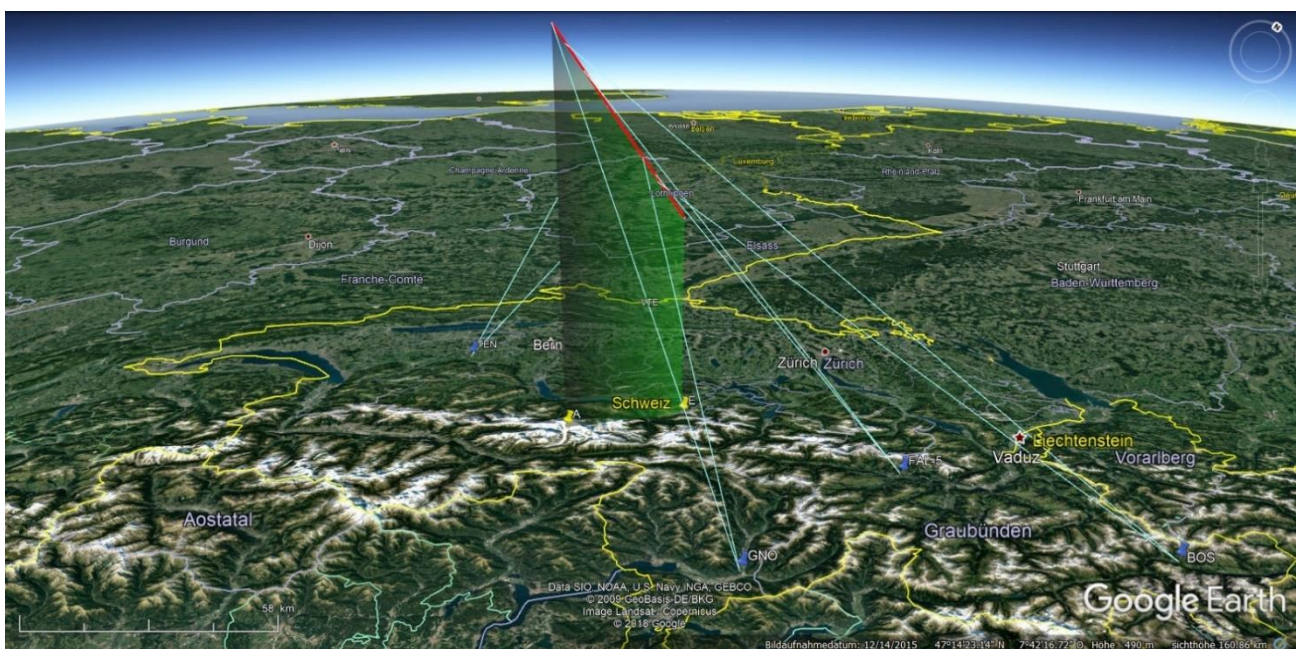 Luxemburg
Köln
Champagne-Ardenne
Rheinland-Pfalz
Lothringen
Frankfurt am Main
Burgund
Dijon
Elsass
Stuttgart
Franche-Comté
Baden-Württemberg
VTE
Bern
Zürich
Zürich
Schweiz
E
A
Liechtenstein
Vaduz
Vorarlberg
Aostatal
Graubünden
GNO
BOS
Data SIO, NOAA, U.S. Navy, NGA, GEBCO
© 2009 GeoBasis-DE/BKG
Image Landsat / Copernicus
© 2018 Google
58 km
Google Earth
Bildaufnahmedatum: 12/14/2015 47°14'23.14" N 7°42'16.72" O Höhe 490 m sichthöhe 160.86 km